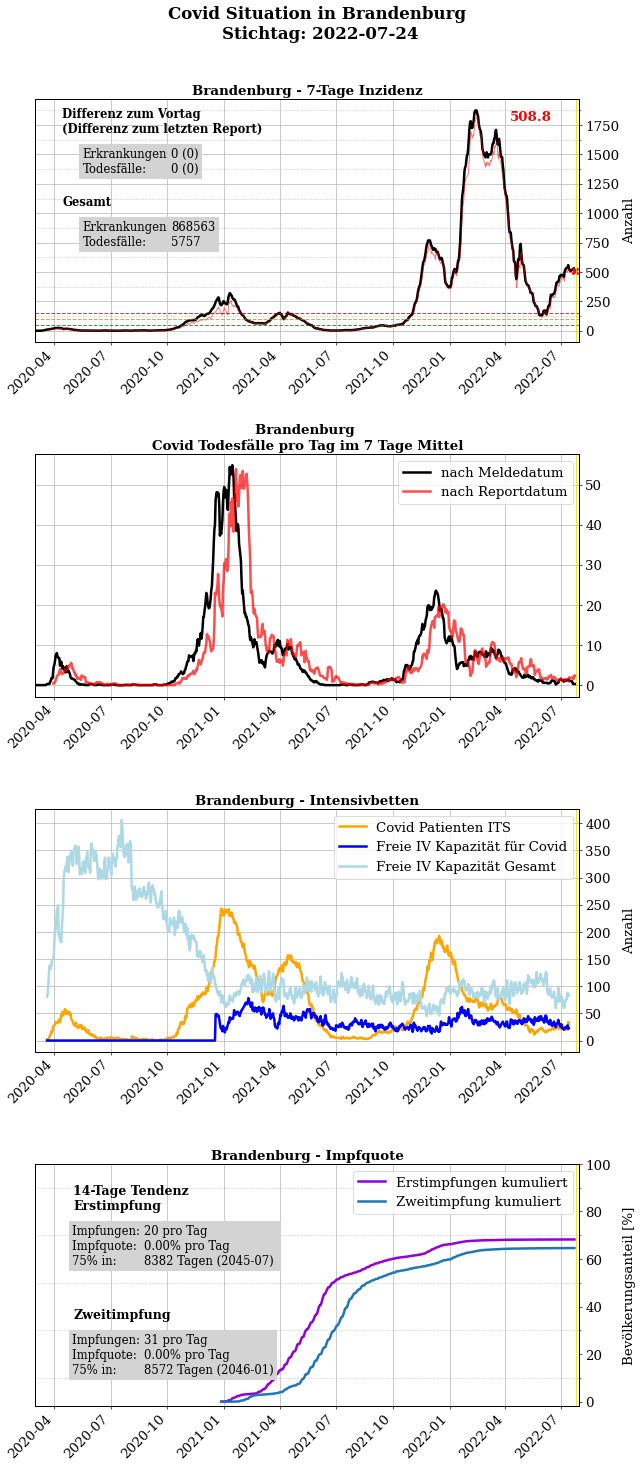 Covid Situation in Brandenburg
Stichtag: 2022-07-24
Brandenburg - 7-Tage Inzidenz
Differenz zum Vortag
(Differenz zum letzten Report)
Erkrankungen 0 (0)
Todesfälle: 0 (0)
Gesamt
Erkrankungen 868563
Todesfälle: 5757
508.8
1750
1500
1250
1000
750
500
250
0
Anzahl
2020-04
2020-07
2020-10
2021-01
2021-04
2021-07
2021-10
2022-01
2022-04
2022-07
Brandenburg
Covid Todesfälle pro Tag im 7 Tage Mittel
nach Meldedatum
nach Reportdatum
50
40
30
20
10
0
2020-04
2020-07
2020-10
2021-01
2021-04
2021-07
2021-10
2022-01
2022-04
2022-07
Brandenburg - Intensivbetten
Covid Patienten ITS
Freie IV Kapazität für Covid
Freie IV Kapazität Gesamt
400
350
300
250
200
150
100
50
0
Anzahl
2020-04
2020-07
2020-10
2021-01
2021-04
2021-07
2021-10
2022-01
2022-04
2022-07
Brandenburg - Impfquote
14-Tage Tendenz
Erstimpfung
Impfungen: 20 pro Tag
Impfquote: 0.00% pro Tag
75% in: 8382 Tagen (2045-07)
Zweitimpfung
Impfungen: 31 pro Tag
Impfquote: 0.00% pro Tag
75% in: 8572 Tagen (2046-01)
Erstimpfungen kumuliert
Zweitimpfung kumuliert
100
80
60
40
20
0
Bevölkerungsanteil [%]
2020-04
2020-07
2020-10
2021-01
2021-04
2021-07
2021-10
2022-01
2022-04
2022-07